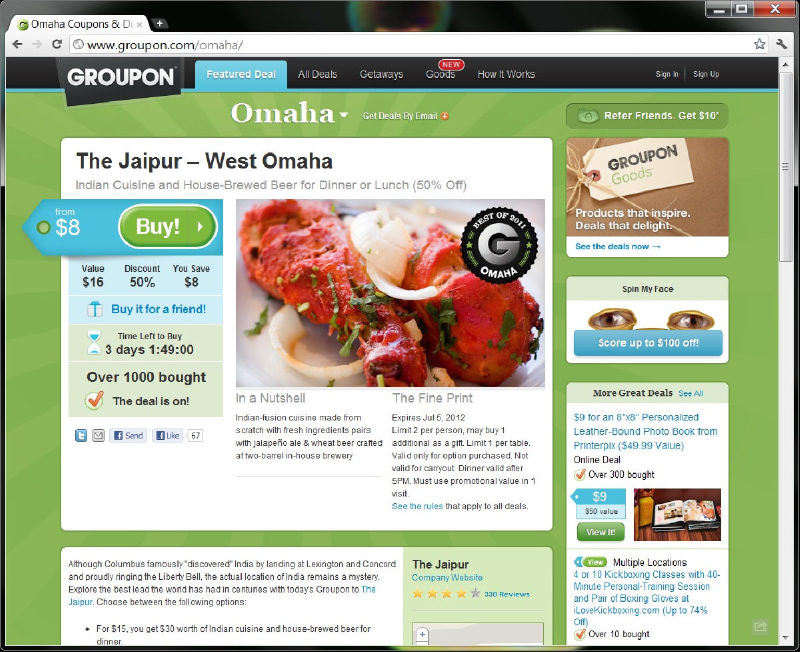 Omaha Coupons & Di
www.groupon.com/omaha/
GROUPON
Featured Deal
All Deals
Getaways
Goods
NEW
How It Works
Sign In
Sign Up
Omaha
Get Deals By Email
Refer Friends. Get $10*
The Jaipur – West Omaha
Indian Cuisine and House-Brewed Beer for Dinner or Lunch (50% Off)
from
$8
Buy!
Value Discount You Save
$16 50% $8
Buy it for a friend!
Time Left to Buy
3 days 1:49:00
Over 1000 bought
The deal is on!
Send
Like
67
BEST OF 2011
G
OMAHA
In a Nutshell
Indian-fusion cuisine made from
scratch with fresh ingredients pairs
with jalapeño ale & wheat beer crafted
at two-barrel in-house brewery
The Fine Print
Expires Jul 5, 2012
Limit 2 per person, may buy 1
additional as a gift. Limit 1 per table.
Valid only for option purchased. Not
valid for carryout. Dinner valid after
5PM. Must use promotional value in 1
visit.
See the rules that apply to all deals.
GROUPON
Goods
Products that inspire.
Deals that delight.
See the deals now →
Spin My Face
Score up to $100 off!
More Great Deals See All
$9 for an 8"x8" Personalized
Leather-Bound Photo Book from
Printerpix ($49.99 Value)
Online Deal
Over 300 bought
$9
$50 value
View It!
View Multiple Locations
4 or 10 Kickboxing Classes with 40-
Minute Personal-Training Session
and Pair of Boxing Gloves at
iLoveKickboxing.com (Up to 74%
Off)
Over 10 bought
Although Columbus famously "discovered" India by landing at Lexington and Concord
and proudly ringing the Liberty Bell, the actual location of India remains a mystery.
Explore the best lead the world has had in centuries with today's Groupon to The
Jaipur. Choose between the following options:
• For $15, you get $30 worth of Indian cuisine and house-brewed beer for
dinner.
The Jaipur
Company Website
330 Reviews